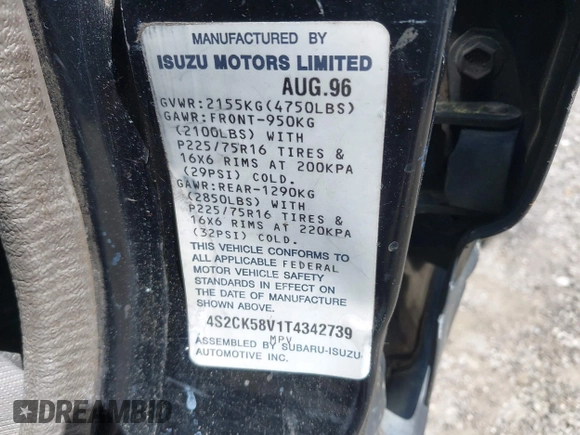 MANUFACTURED BY
ISUZU MOTORS LIMITED
AUG.96
GVWR:2155KG(4750LBS)
GAWR:FRONT-950KG
(2100LBS) WITH
P225/75R16 TIRES &
16X6 RIMS AT 200KPA
(29PSI) COLD.
GAWR:REAR-1290KG
(2850LBS) WITH
P225/75R16 TIRES &
16X6 RIMS AT 220KPA
(32PSI) COLD.
THIS VEHICLE CONFORMS TO
ALL APPLICABLE FEDERAL
MOTOR VEHICLE SAFETY
STANDARDS IN EFFECT ON
THE DATE OF MANUFACTURE
SHOWN ABOVE.
4S2CK58V1T4342739
MPV
ASSEMBLED BY SUBARU-ISUZU
AUTOMOTIVE INC.
DREAMBID